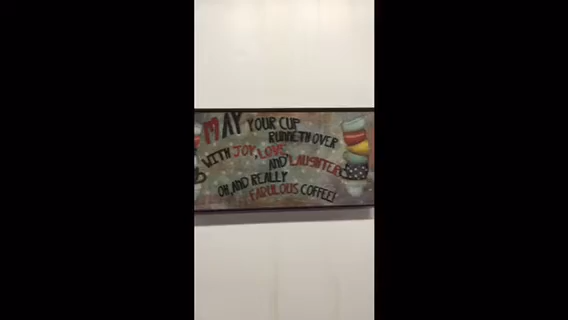 MAY YOUR CUP
RUNNETH OVER
WITH JOY, LOVE
AND LAUGHTER
OH, AND REALLY
FABULOUS COFFEE!